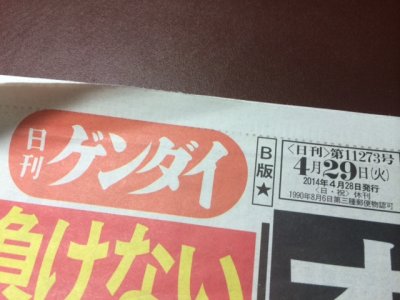 日刊
ゲンダイ
B版★
〈日刊〉第11273号
4月29日(火)
2014年4月28日発行
〈日・祝〉休刊
1990年8月6日第三種郵便物認可
負けない